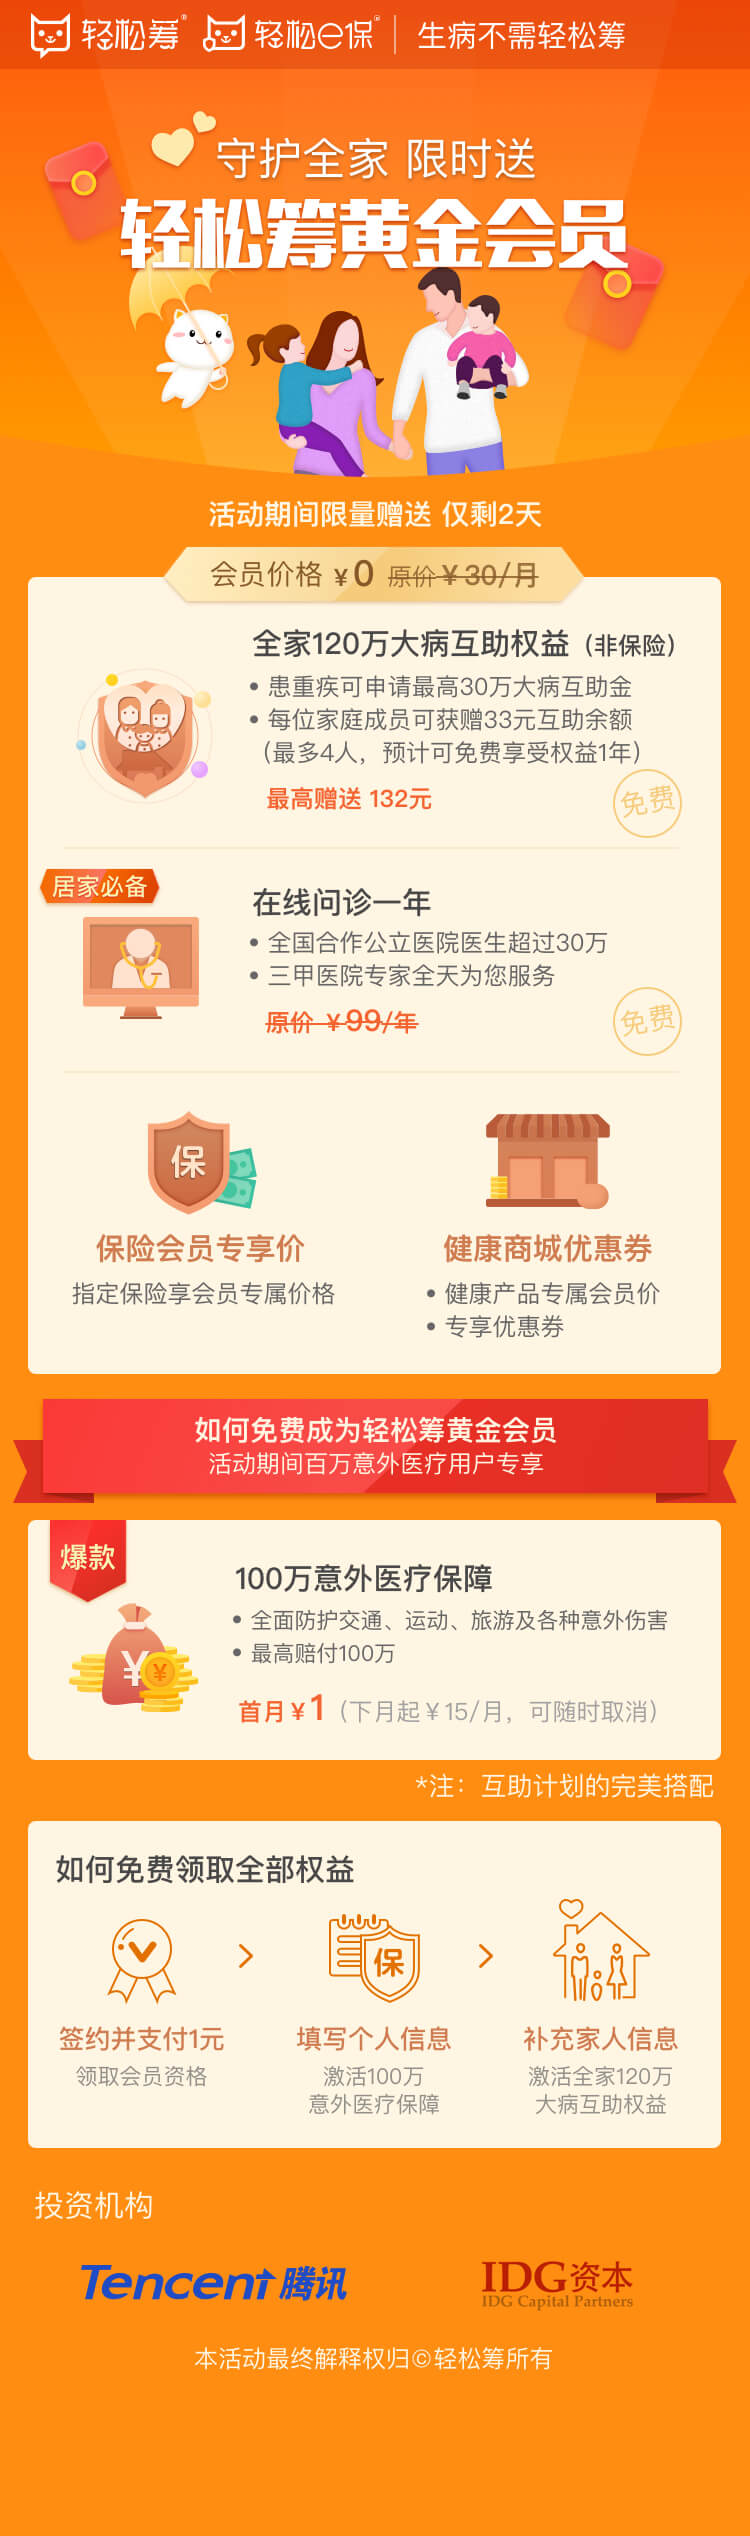 轻松筹® 轻松e保® 生病不需轻松筹
守护全家 限时送
轻松筹黄金会员
活动期间限量赠送 仅剩2天
会员价格 ¥0 原价¥30/月
全家120万大病互助权益（非保险）
• 患重疾可申请最高30万大病互助金
• 每位家庭成员可获赠33元互助余额
（最多4人，预计可免费享受权益1年）
最高赠送 132元
免费
居家必备
在线问诊一年
• 全国合作公立医院医生超过30万
• 三甲医院专家全天为您服务
原价 ¥99/年
免费
保
保险会员专享价
指定保险享会员专属价格
健康商城优惠券
• 健康产品专属会员价
• 专享优惠券
如何免费成为轻松筹黄金会员
活动期间百万意外医疗用户专享
爆款
¥ ¥
100万意外医疗保障
• 全面防护交通、运动、旅游及各种意外伤害
• 最高赔付100万
首月¥1（下月起¥15/月，可随时取消）
*注：互助计划的完美搭配
如何免费领取全部权益
保
签约并支付1元
领取会员资格
填写个人信息
激活100万
意外医疗保障
补充家人信息
激活全家120万
大病互助权益
投资机构
Tencent 腾讯
IDG资本
IDG Capital Partners
本活动最终解释权归©轻松筹所有